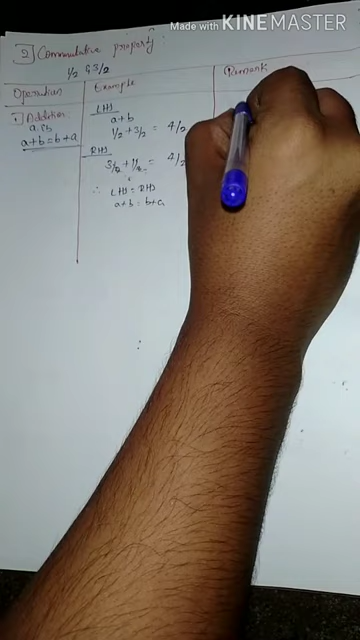 Made with KINEMASTER
2] Commutative property
1/2 & 3/2
Operation Example Remark
• Addition LHS
a, b a+b
a+b = b+a 1/2 + 3/2 = 4/2
RHS
3/2 + 1/2 = 4/2
∴ LHS = RHS
a+b = b+a